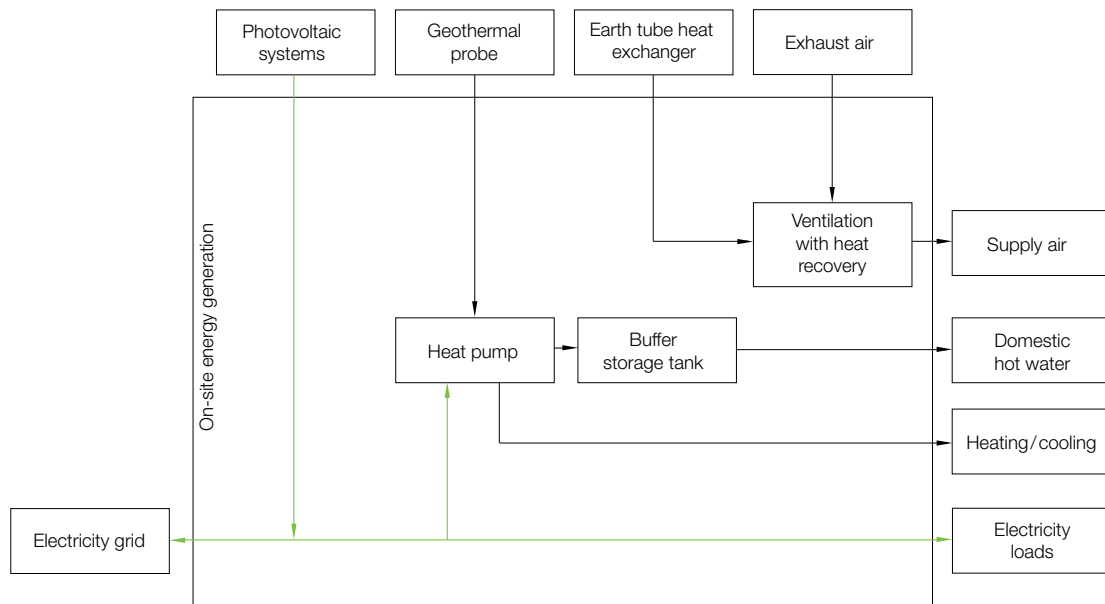 Photovoltaic
systems
Geothermal
probe
Earth tube heat
exchanger
Exhaust air
On-site energy generation
Ventilation
with heat
recovery
Supply air
Heat pump
Buffer
storage tank
Domestic
hot water
Heating/cooling
Electricity grid
Electricity
loads